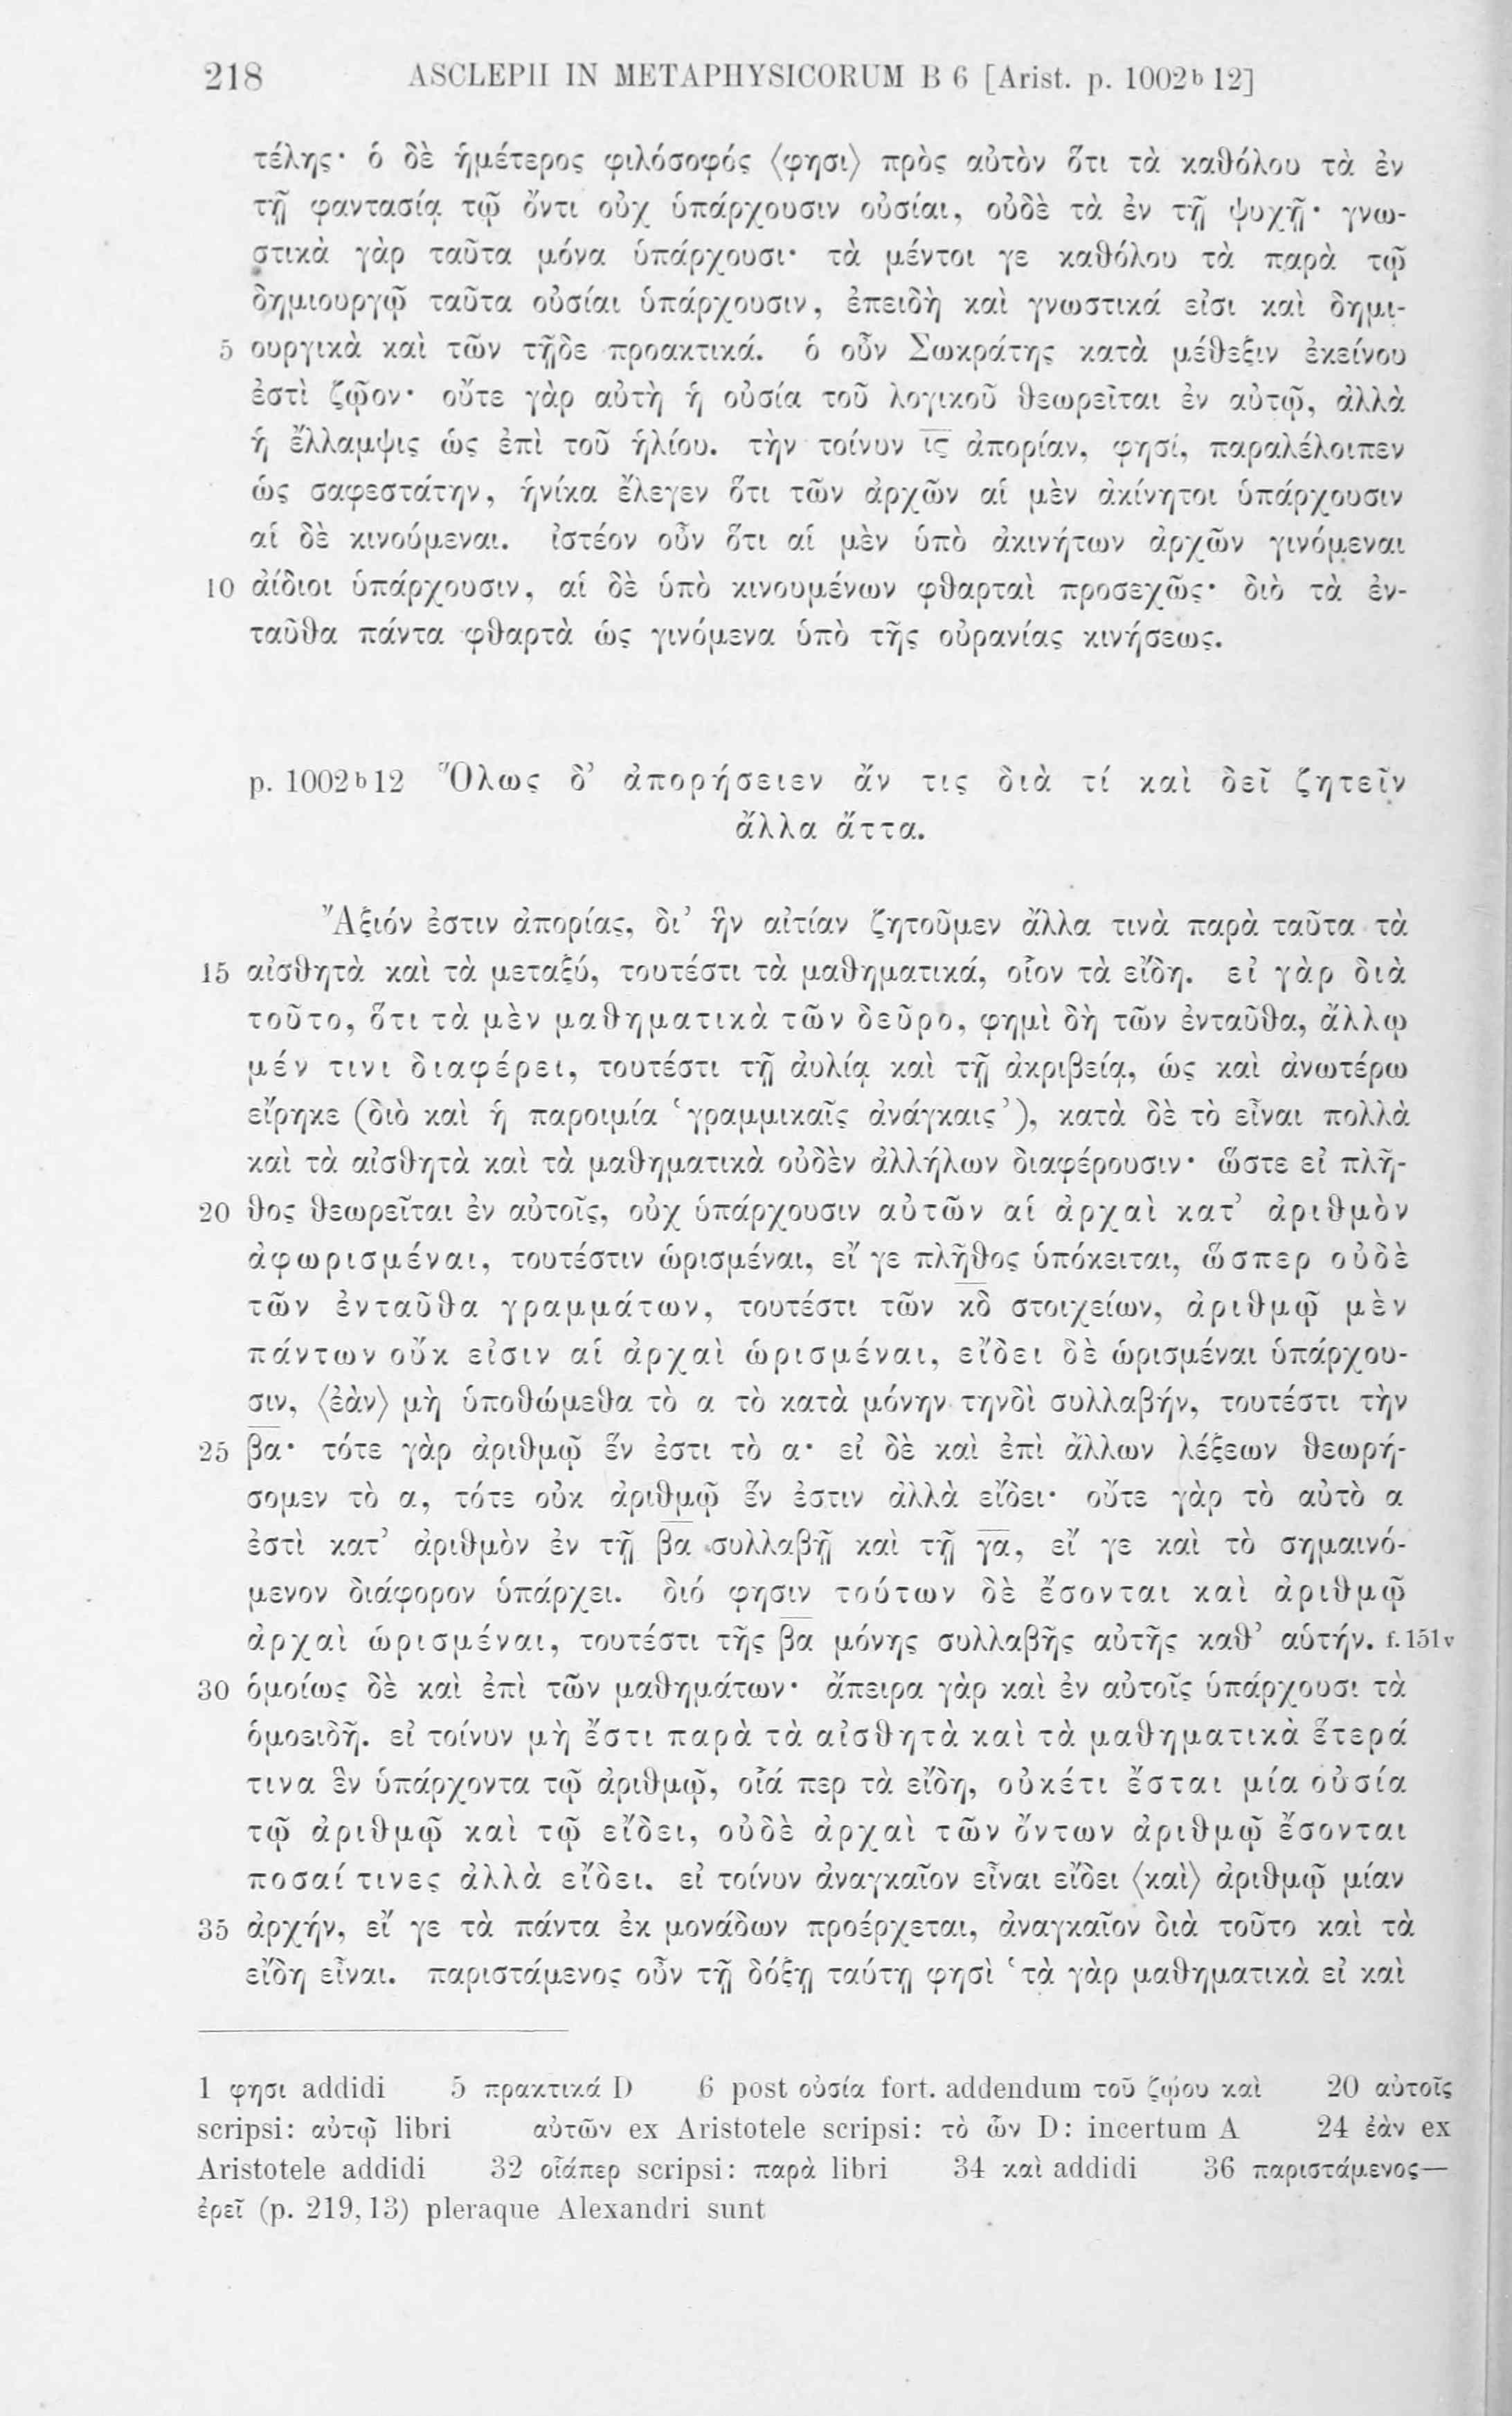 218 ASCLEPII IN METAPHYSICORUM B 6 [Arist. p. 1002ᵇ 12]
τέλης· ὁ δὲ ἡμέτερος φιλόσοφός ⟨φησι⟩ πρὸς αὐτὸν ὅτι τὰ καθόλου τὰ ἐν
τῇ φαντασίᾳ τῷ ὄντι οὐχ ὑπάρχουσιν οὐσίαι, οὐδὲ τὰ ἐν τῇ ψυχῇ· γνω-
στικὰ γὰρ ταῦτα μόνα ὑπάρχουσι· τὰ μέντοι γε καθόλου τὰ παρὰ τῷ
δημιουργῷ ταῦτα οὐσίαι ὑπάρχουσιν, ἐπειδὴ καὶ γνωστικά εἰσι καὶ δημι-
5 ουργικὰ καὶ τῶν τῇδε προακτικά. ὁ οὖν Σωκράτης κατὰ μέθεξιν ἐκείνου
ἐστὶ ζῷον· οὔτε γὰρ αὐτὴ ἡ οὐσία τοῦ λογικοῦ θεωρεῖται ἐν αὐτῷ, ἀλλὰ
ἡ ἔλλαμψις ὡς ἐπὶ τοῦ ἡλίου. τὴν τοίνυν ι̅ς̅ ἀπορίαν, φησί, παραλέλοιπεν
ὡς σαφεστάτην, ἡνίκα ἔλεγεν ὅτι τῶν ἀρχῶν αἱ μὲν ἀκίνητοι ὑπάρχουσιν
αἱ δὲ κινούμεναι. ἰστέον οὖν ὅτι αἱ μὲν ὑπὸ ἀκινήτων ἀρχῶν γινόμεναι
10 ἀίδιοι ὑπάρχουσιν, αἱ δὲ ὑπὸ κινουμένων φθαρταὶ προσεχῶς· διὸ τὰ ἐν-
ταῦθα πάντα φθαρτὰ ὡς γινόμενα ὑπὸ τῆς οὐρανίας κινήσεως.
p. 1002ᵇ12 Ὅλως δ’ ἀπορήσειεν ἄν τις διὰ τί καὶ δεῖ ζητεῖν
ἄλλα ἄττα.
Ἄξιόν ἐστιν ἀπορίας, δι’ ἣν αἰτίαν ζητοῦμεν ἄλλα τινὰ παρὰ ταῦτα τὰ
15 αἰσθητὰ καὶ τὰ μεταξύ, τουτέστι τὰ μαθηματικά, οἷον τὰ εἴδη. εἰ γὰρ διὰ
τοῦτο, ὅτι τὰ μὲν μαθηματικὰ τῶν δεῦρο, φημὶ δὴ τῶν ἐνταῦθα, ἄλλῳ
μέν τινι διαφέρει, τουτέστι τῇ ἀυλίᾳ καὶ τῇ ἀκριβείᾳ, ὡς καὶ ἀνωτέρω
εἴρηκε (διὸ καὶ ἡ παροιμία ‘γραμμικαῖς ἀνάγκαις’), κατὰ δὲ τὸ εἶναι πολλὰ
καὶ τὰ αἰσθητὰ καὶ τὰ μαθηματικὰ οὐδὲν ἀλλήλων διαφέρουσιν· ὥστε εἰ πλῆ-
20 θος θεωρεῖται ἐν αὐτοῖς, οὐχ ὑπάρχουσιν αὐτῶν αἱ ἀρχαὶ κατ’ ἀριθμὸν
ἀφωρισμέναι, τουτέστιν ὡρισμέναι, εἴ γε πλῆθος ὑπόκειται, ὥσπερ οὐδὲ
τῶν ἐνταῦθα γραμμάτων, τουτέστι τῶν κ̅δ̅ στοιχείων, ἀριθμῷ μὲν
πάντων οὔκ εἰσιν αἱ ἀρχαὶ ὡρισμέναι, εἴδει δὲ ὡρισμέναι ὑπάρχου-
σιν, ⟨ἐὰν⟩ μὴ ὑποθώμεθα τὸ α τὸ κατὰ μόνην τηνδὶ συλλαβήν, τουτέστι τὴν
25 β̅α̅· τότε γὰρ ἀριθμῷ ἕν ἐστι τὸ α· εἰ δὲ καὶ ἐπὶ ἄλλων λέξεων θεωρή-
σομεν τὸ α, τότε οὐκ ἀριθμῷ ἕν ἐστιν ἀλλὰ εἴδει· οὔτε γὰρ τὸ αὐτὸ α
ἐστὶ κατ’ ἀριθμὸν ἐν τῇ β̅α̅ συλλαβῇ καὶ τῇ γ̅α̅, εἴ γε καὶ τὸ σημαινό-
μενον διάφορον ὑπάρχει. διό φησιν τούτων δὲ ἔσονται καὶ ἀριθμῷ
ἀρχαὶ ὡρισμέναι, τουτέστι τῆς β̅α̅ μόνης συλλαβῆς αὐτῆς καθ’ αὑτήν. f. 151v
30 ὁμοίως δὲ καὶ ἐπὶ τῶν μαθημάτων· ἄπειρα γὰρ καὶ ἐν αὐτοῖς ὑπάρχουσι τὰ
ὁμοειδῆ. εἰ τοίνυν μὴ ἔστι παρὰ τὰ αἰσθητὰ καὶ τὰ μαθηματικὰ ἕτερά
τινα ἓν ὑπάρχοντα τῷ ἀριθμῷ, οἷά περ τὰ εἴδη, οὐκέτι ἔσται μία οὐσία
τῷ ἀριθμῷ καὶ τῷ εἴδει, οὐδὲ ἀρχαὶ τῶν ὄντων ἀριθμῷ ἔσονται
ποσαί τινες ἀλλὰ εἴδει. εἰ τοίνυν ἀναγκαῖον εἶναι εἴδει ⟨καὶ⟩ ἀριθμῷ μίαν
35 ἀρχήν, εἴ γε τὰ πάντα ἐκ μονάδων προέρχεται, ἀναγκαῖον διὰ τοῦτο καὶ τὰ
εἴδη εἶναι. παριστάμενος οὖν τῇ δόξῃ ταύτῃ φησὶ ‘τὰ γὰρ μαθηματικὰ εἰ καὶ
1 φησι addidi 5 πρακτικά D 6 post οὐσία fort. addendum τοῦ ζῴου καὶ 20 αὐτοῖς
scripsi: αὐτῷ libri αὐτῶν ex Aristotele scripsi: τὸ ὧν D: incertum A 24 ἐὰν ex
Aristotele addidi 32 οἷάπερ scripsi: παρὰ libri 34 καὶ addidi 36 παριστάμενος—
ἐρεῖ (p. 219,13) pleraque Alexandri sunt